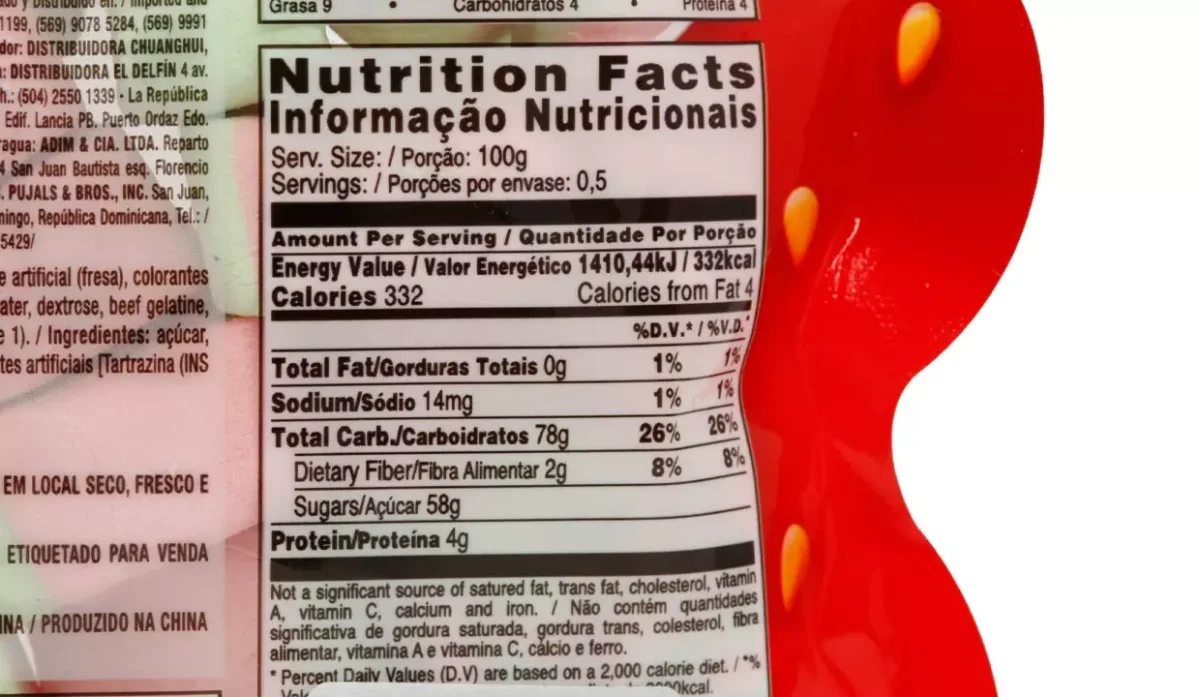 1199, (569) 9078 5284, (569) 9991
dor: DISTRIBUIDORA CHUANGHUI,
: DISTRIBUIDORA EL DELFÍN 4 av.
h.: (504) 2550 1339 • La República
Edif. Lancia PB. Puerto Ordaz Edo.
agua: ADIM & CIA. LTDA. Reparto
4 San Juan Bautista esq. Florencio
. PUJALS & BROS., INC. San Juan,
mingo, República Dominicana, Tel.: /
5429/
e artificial (fresa), colorantes
ater, dextrose, beef gelatine,
e 1). / Ingredientes: açúcar,
tes artificiais [Tartrazina (INS
EM LOCAL SECO, FRESCO E
ETIQUETADO PARA VENDA
INA / PRODUZIDO NA CHINA
Grasa 9 • Carbohidratos 4 • Proteína 4
Nutrition Facts
Informação Nutricionais
Serv. Size: / Porção: 100g
Servings: / Porções por envase: 0,5
Amount Per Serving / Quantidade Por Porção
Energy Value / Valor Energético 1410,44kJ / 332kcal
Calories 332 Calories from Fat 4
%D.V.* / %V.D.*
Total Fat/Gorduras Totais 0g 1% 1%
Sodium/Sódio 14mg 1% 1%
Total Carb./Carboidratos 78g 26% 26%
Dietary Fiber/Fibra Alimentar 2g 8% 8%
Sugars/Açúcar 58g
Protein/Proteína 4g
Not a significant source of satured fat, trans fat, cholesterol, vitamin
A, vitamin C, calcium and iron. / Não contém quantidades
significativa de gordura saturada, gordura trans, colesterol, fibra
alimentar, vitamina A e vitamina C, cálcio e ferro.
* Percent Daily Values (D.V) are based on a 2,000 calorie diet. / *%